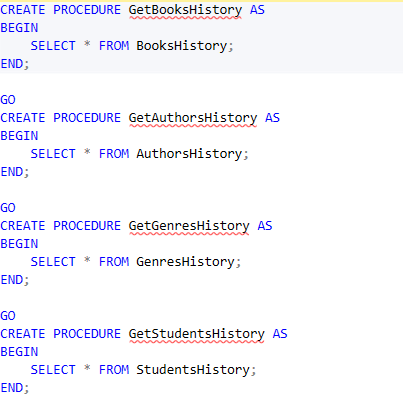 CREATE PROCEDURE GetBooksHistory AS
BEGIN
    SELECT * FROM BooksHistory;
END;

GO
CREATE PROCEDURE GetAuthorsHistory AS
BEGIN
    SELECT * FROM AuthorsHistory;
END;

GO
CREATE PROCEDURE GetGenresHistory AS
BEGIN
    SELECT * FROM GenresHistory;
END;

GO
CREATE PROCEDURE GetStudentsHistory AS
BEGIN
    SELECT * FROM StudentsHistory;
END;